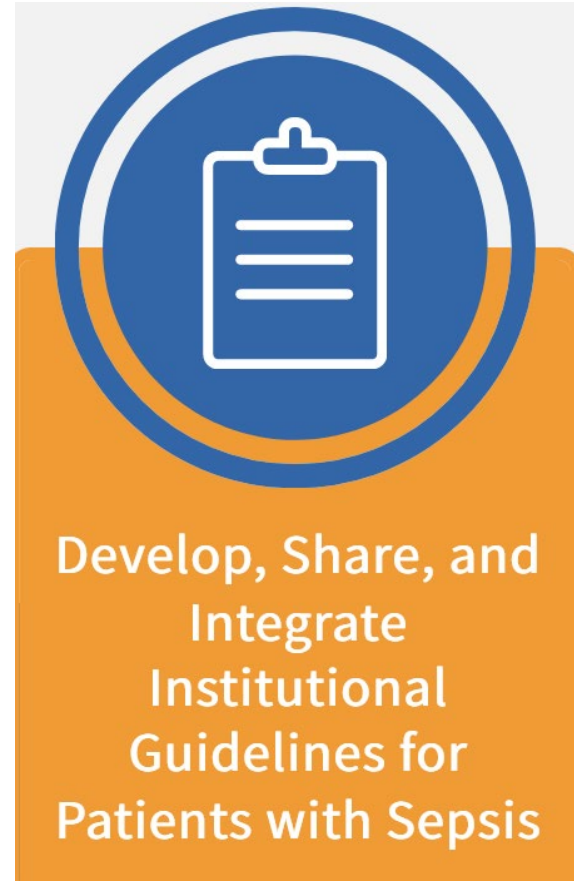 Develop, Share, and
Integrate
Institutional
Guidelines for
Patients with Sepsis